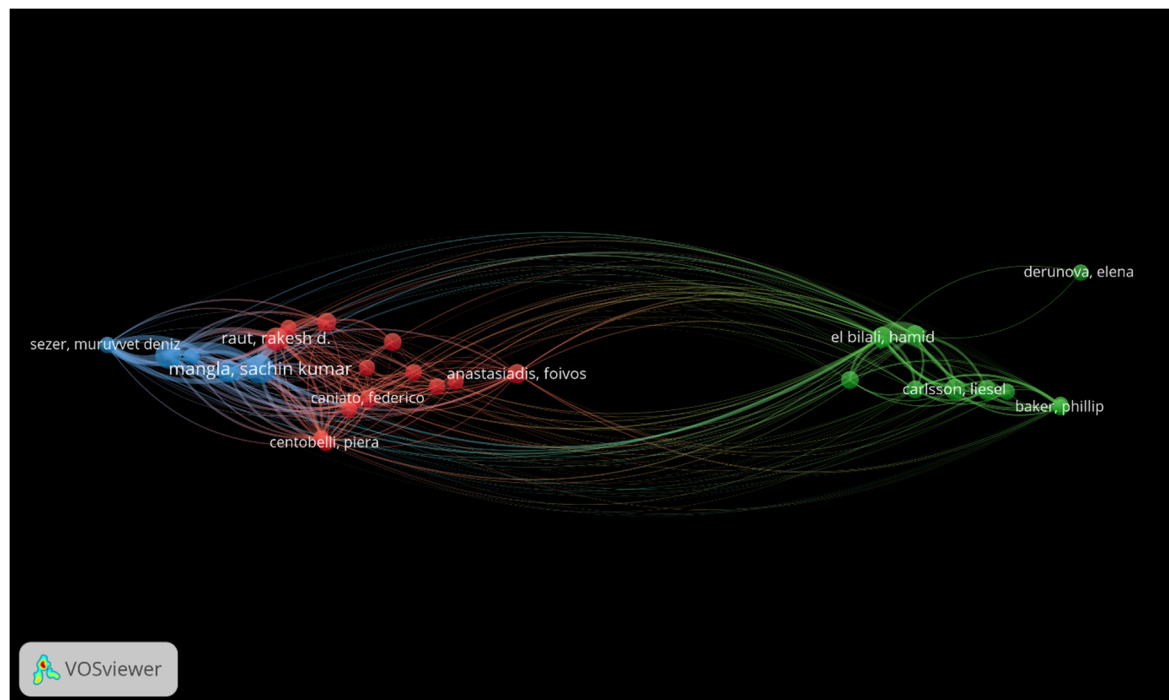 derunova, elena
raut, rakesh d.
el bilali, hamid
sezer, muruvvet deniz
mangla, sachin kumar
anastasiadis, foivos
caniato, federico
carlsson, liesel
baker, phillip
centobelli, piera
VOSviewer